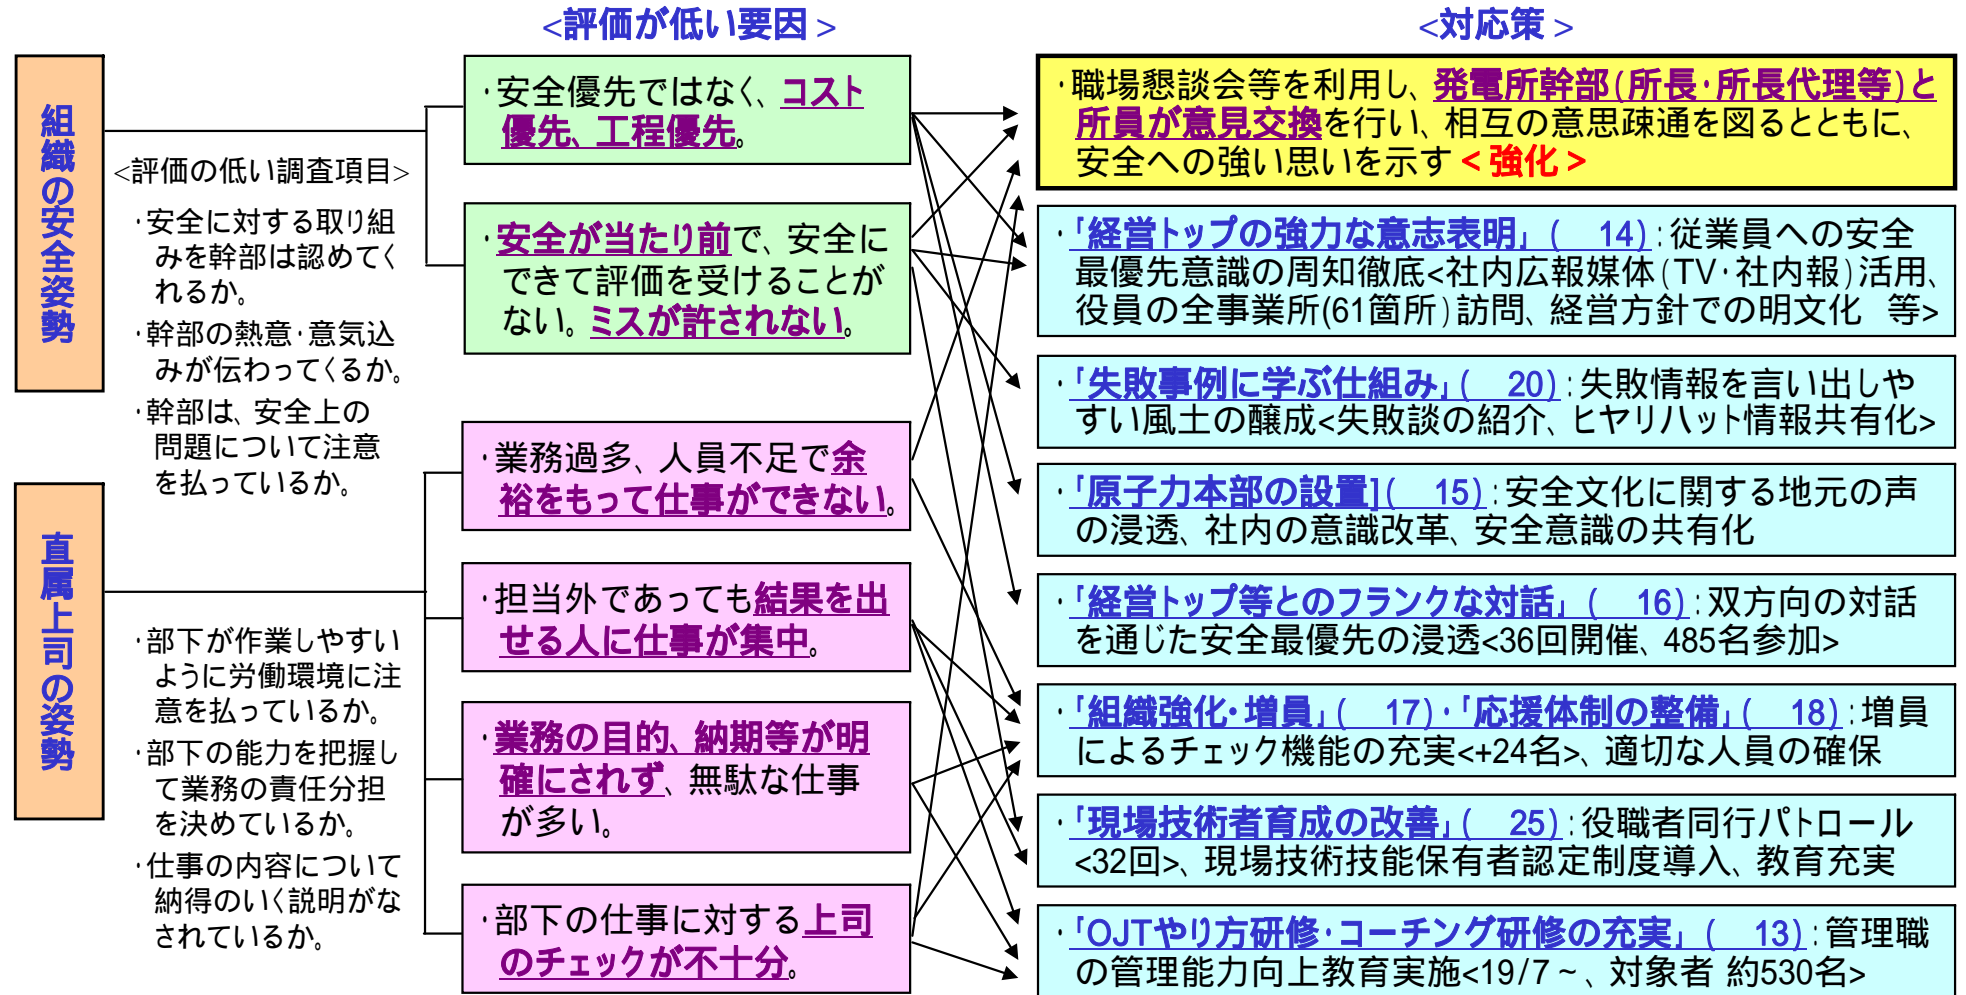 <評価が低い要因>
<対応策>
組織の安全姿勢
<評価の低い調査項目>
・安全に対する取り組
みを幹部は認めてく
れるか。
・幹部の熱意・意気込
みが伝わってくるか。
・幹部は、安全上の
問題について注意
を払っているか。
直属上司の姿勢
・部下が作業しやすい
ように労働環境に注
意を払っているか。
・部下の能力を把握し
て業務の責任分担
を決めているか。
・仕事の内容について
納得のいく説明がな
されているか。
・安全優先ではなく、コスト
優先、工程優先。
・安全が当たり前で、安全に
できて評価を受けることが
ない。ミスが許されない。
・業務過多、人員不足で余
裕をもって仕事ができない。
・担当外であっても結果を出
せる人に仕事が集中。
・業務の目的、納期等が明
確にされず、無駄な仕事
が多い。
・部下の仕事に対する上司
のチェックが不十分。
・職場懇談会等を利用し、発電所幹部(所長・所長代理等)と
所員が意見交換を行い、相互の意思疎通を図るとともに、
安全への強い思いを示す<強化>
・「経営トップの強力な意志表明」( 14):従業員への安全
最優先意識の周知徹底<社内広報媒体(TV・社内報)活用、
役員の全事業所(61箇所)訪問、経営方針での明文化 等>
・「失敗事例に学ぶ仕組み」( 20):失敗情報を言い出しや
すい風土の醸成<失敗談の紹介、ヒヤリハット情報共有化>
・「原子力本部の設置]( 15):安全文化に関する地元の声
の浸透、社内の意識改革、安全意識の共有化
・「経営トップ等とのフランクな対話」( 16):双方向の対話
を通じた安全最優先の浸透<36回開催、485名参加>
・「組織強化・増員」( 17)・「応援体制の整備」( 18):増員
によるチェック機能の充実<+24名>、適切な人員の確保
・「現場技術者育成の改善」( 25):役職者同行パトロール
<32回>、現場技術技能保有者認定制度導入、教育充実
・「OJTやり方研修・コーチング研修の充実」( 13):管理職
の管理能力向上教育実施<19/7～、対象者 約530名>